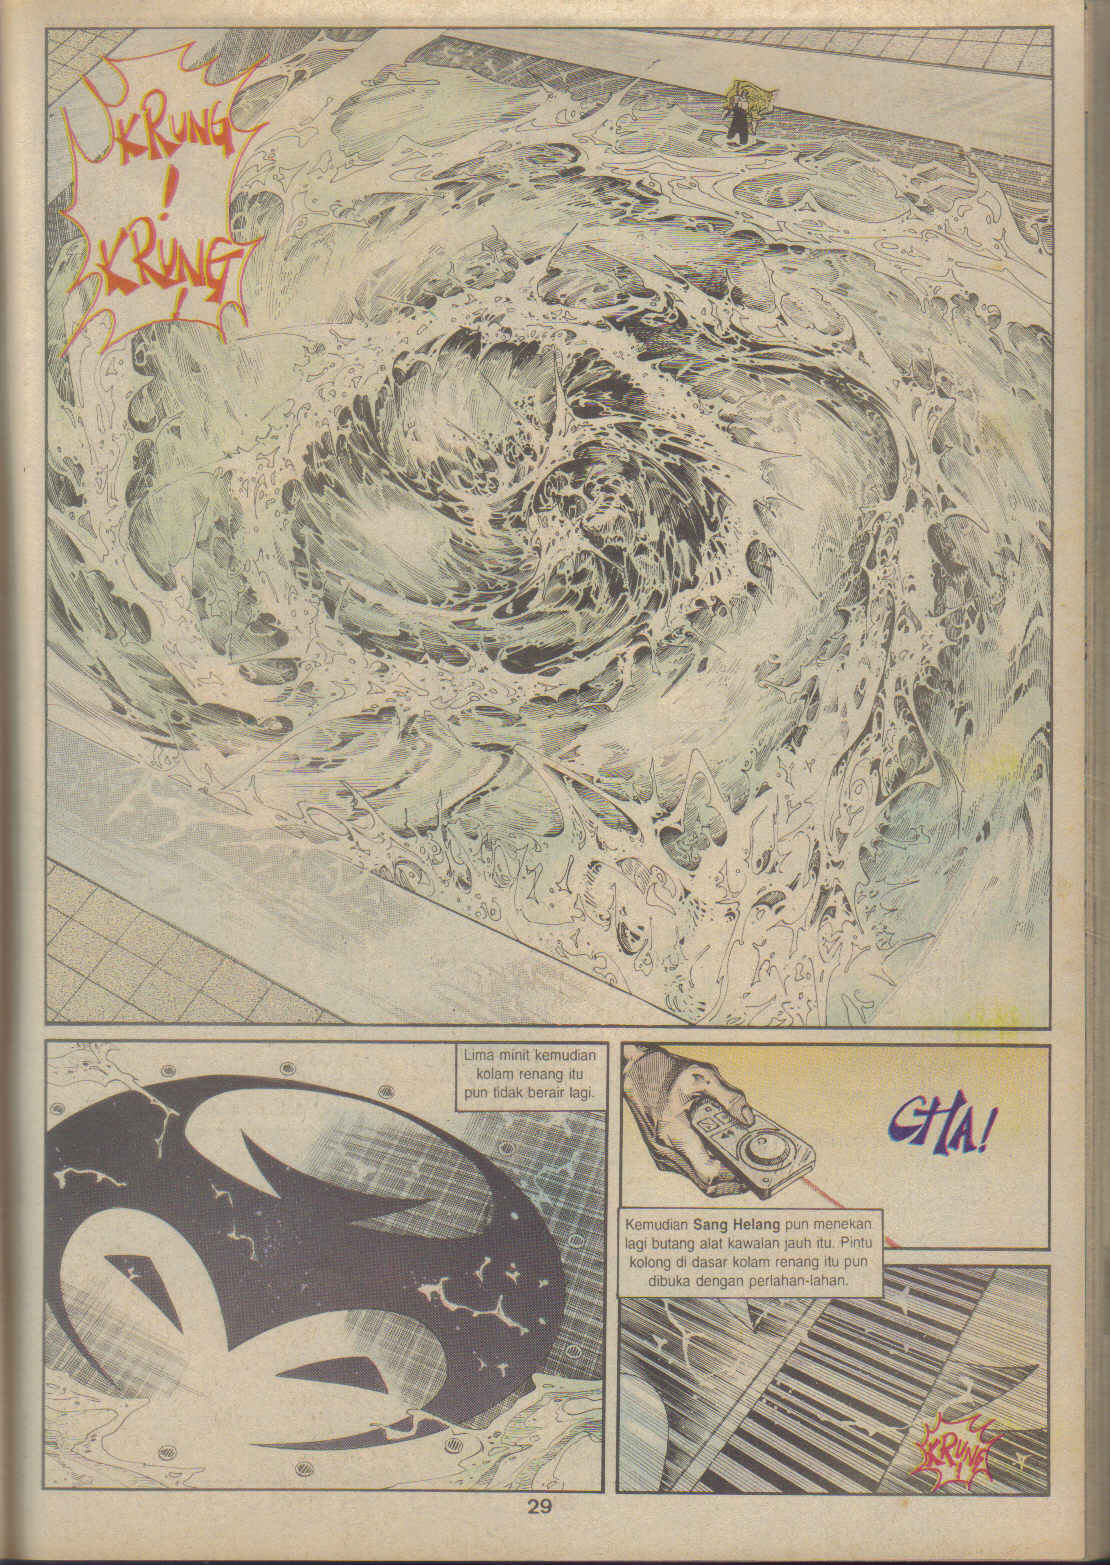 KRUNG
!
KRUNG
!
Lima minit kemudian
kolam renang itu
pun tidak berair lagi.
CHA!
Kemudian Sang Helang pun menekan
lagi butang alat kawalan jauh itu. Pintu
kolong di dasar kolam renang itu pun
dibuka dengan perlahan-lahan.
KRUNG
!
29